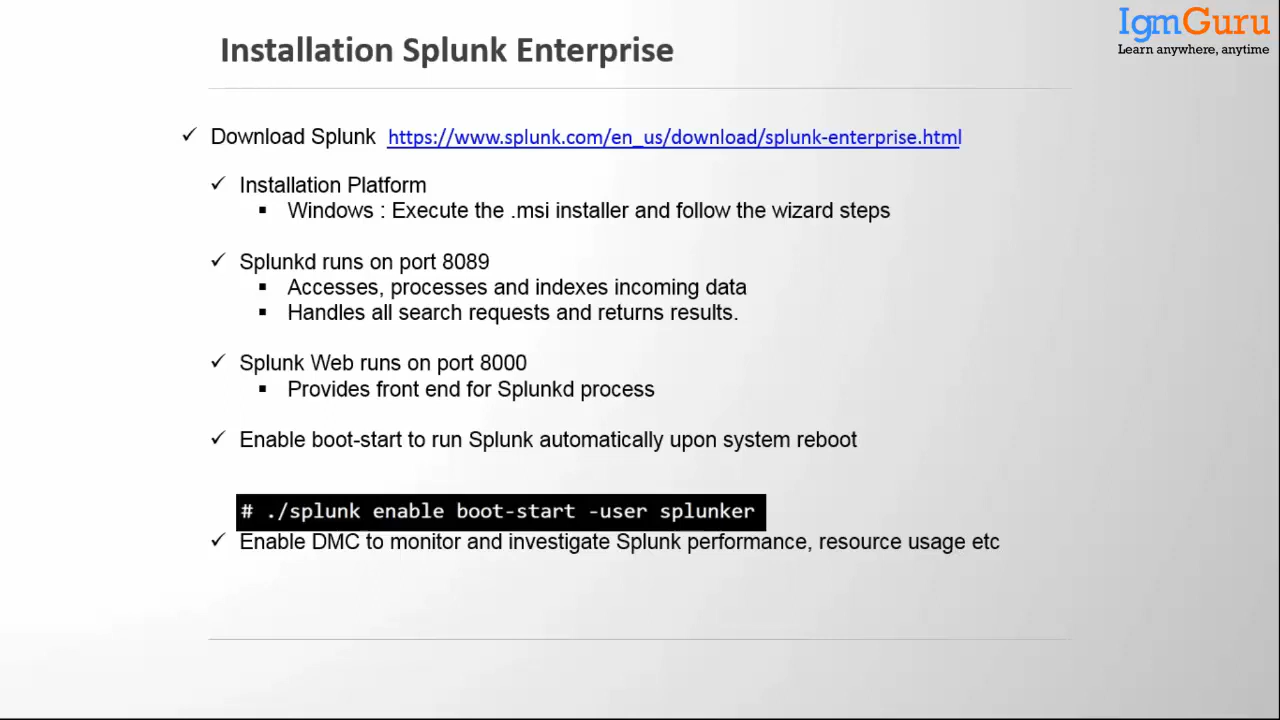 Installation Splunk Enterprise
IgmGuru
Learn anywhere, anytime
✓ Download Splunk https://www.splunk.com/en_us/download/splunk-enterprise.html
✓ Installation Platform
▪ Windows : Execute the .msi installer and follow the wizard steps
✓ Splunkd runs on port 8089
▪ Accesses, processes and indexes incoming data
▪ Handles all search requests and returns results.
✓ Splunk Web runs on port 8000
▪ Provides front end for Splunkd process
✓ Enable boot-start to run Splunk automatically upon system reboot
# ./splunk enable boot-start -user splunker
✓ Enable DMC to monitor and investigate Splunk performance, resource usage etc